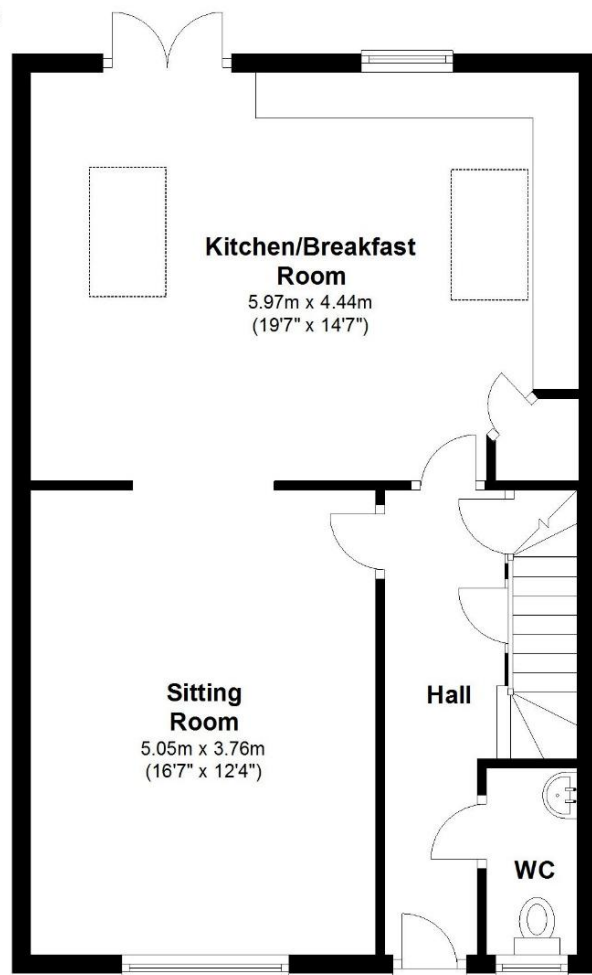 Kitchen/Breakfast
Room
5.97m x 4.44m
(19'7" x 14'7")
Sitting
Room
5.05m x 3.76m
(16'7" x 12'4")
Hall
WC